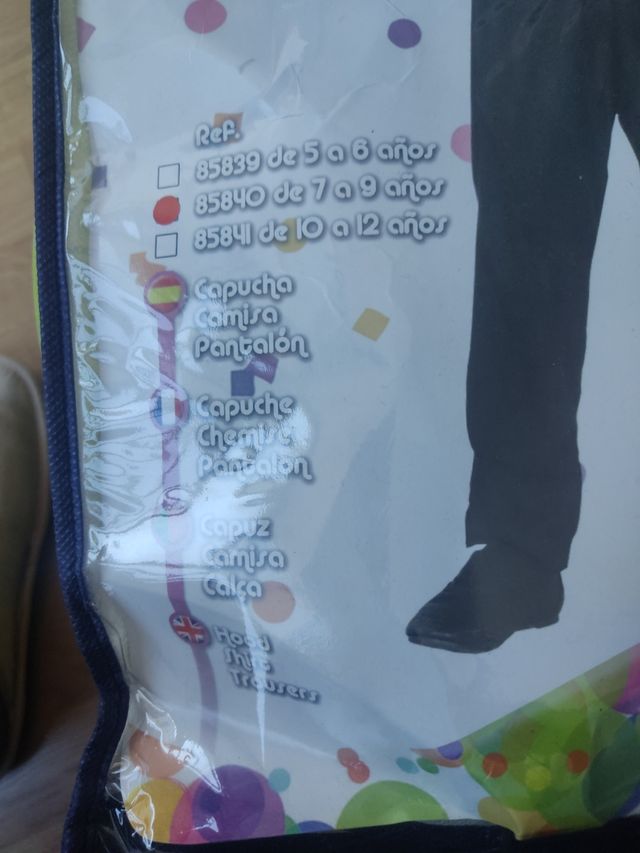 Ref.
85839 de 5 a 6 años
85840 de 7 a 9 años
85841 de 10 a 12 años
Capucha
Camisa
Pantalón
Capuche
Chemise
Pantalon
Capuz
Camisa
Calça
Hood
Shirt
Trousers